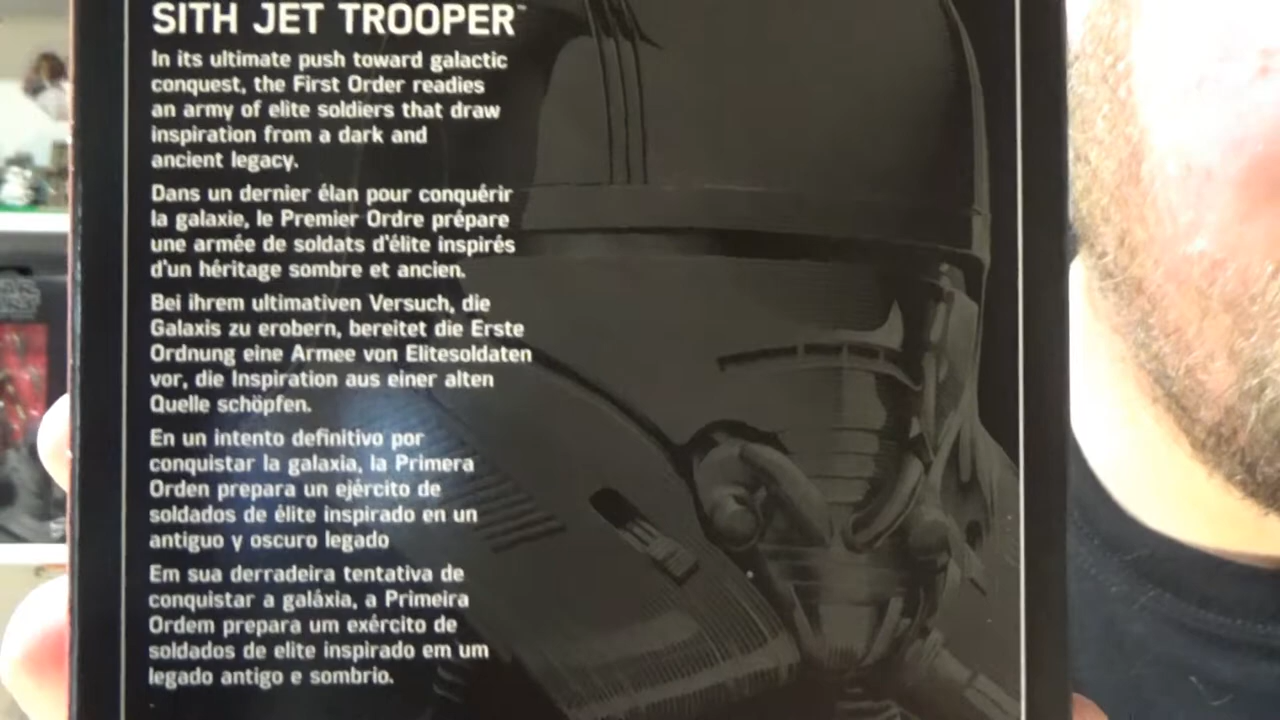 SITH JET TROOPER™
In its ultimate push toward galactic
conquest, the First Order readies
an army of elite soldiers that draw
inspiration from a dark and
ancient legacy.
Dans un dernier élan pour conquérir
la galaxie, le Premier Ordre prépare
une armée de soldats d'élite inspirés
d'un héritage sombre et ancien.
Bei ihrem ultimativen Versuch, die
Galaxis zu erobern, bereitet die Erste
Ordnung eine Armee von Elitesoldaten
vor, die Inspiration aus einer alten
Quelle schöpfen.
En un intento definitivo por
conquistar la galaxia, la Primera
Orden prepara un ejército de
soldados de élite inspirado en un
antiguo y oscuro legado
Em sua derradeira tentativa de
conquistar a galáxia, a Primeira
Ordem prepara um exército de
soldados de elite inspirado em um
legado antigo e sombrio.